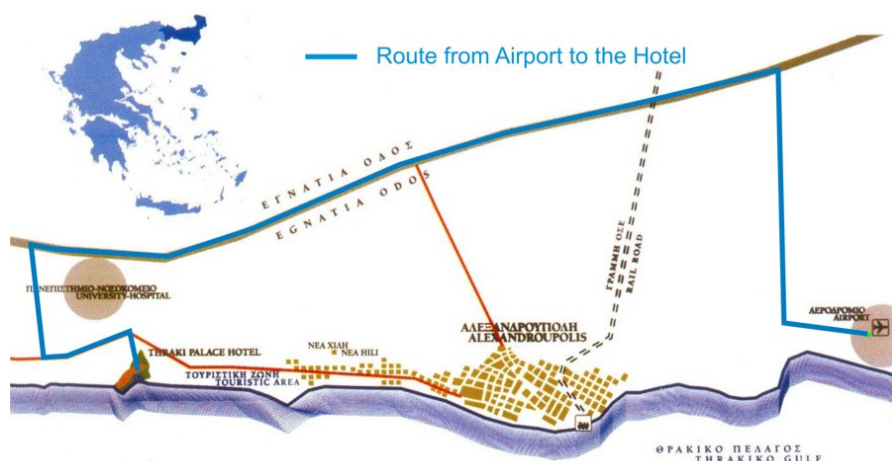 Route from Airport to the Hotel
ΕΓΝΑΤΙΑ ΟΔΟΣ
EGNATIA ODOS
ΓΡΑΜΜΗ ΟΣΕ
RAIL ROAD
ΠΑΝΕΠΙΣΤΗΜΙΟ-ΝΟΣΟΚΟΜΕΙΟ
UNIVERSITY-HOSPITAL
ΑΕΡΟΔΡΟΜΙΟ
AIRPORT
ΑΛΕΞΑΝΔΡΟΥΠΟΛΗ
ALEXANDROUPOLIS
ΝΕΑ ΧΙΛΗ
NEA HILI
THRAKI PALACE HOTEL
ΤΟΥΡΙΣΤΙΚΗ ΖΩΝΗ
TOURISTIC AREA
ΘΡΑΚΙΚΟ ΠΕΛΑΓΟΣ
THRAKIKO GULF